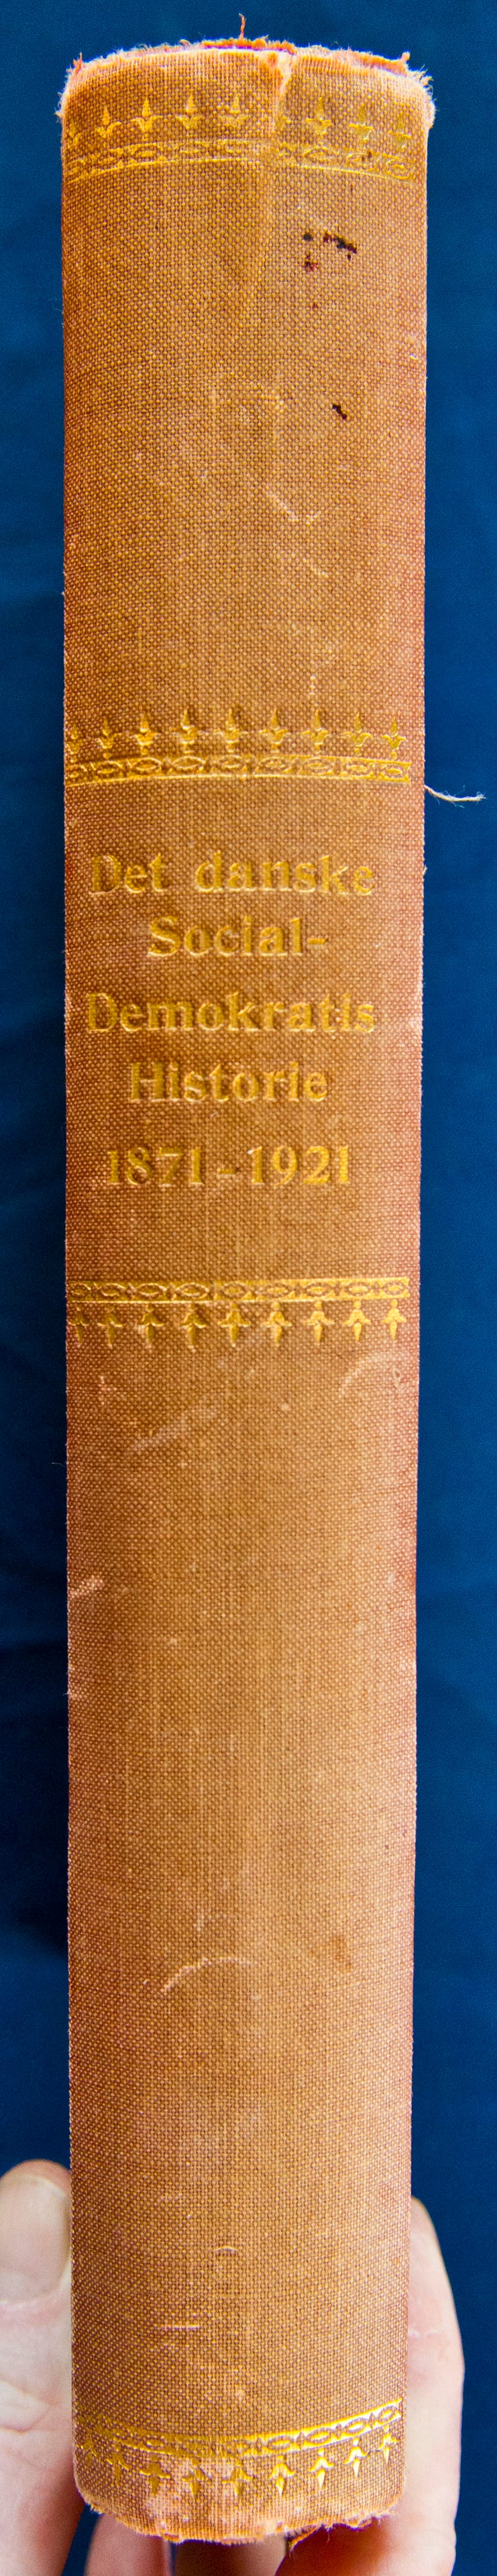 Det danske
Social-
Demokratis
Historie
1871-1921